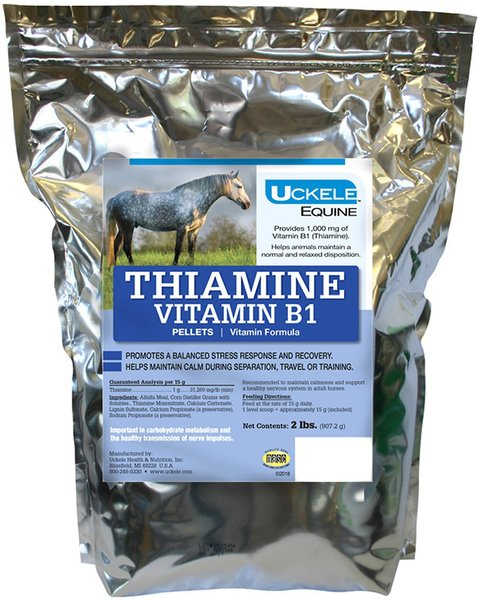 UCKELE™
EQUINE
Provides 1,000 mg of
Vitamin B1 (Thiamine).
Helps animals maintain a
normal and relaxed disposition.
THIAMINE
VITAMIN B1
PELLETS | Vitamin Formula
PROMOTES A BALANCED STRESS RESPONSE AND RECOVERY.
HELPS MAINTAIN CALM DURING SEPARATION, TRAVEL OR TRAINING.
Guaranteed Analysis per 15 g
Thiamine 1 g 31,260 mg/lb (min)
Ingredients: Alfalfa Meal, Corn Distiller Grains with
Solubles, Thiamine Mononitrate, Calcium Carbonate,
Lignin Sulfonate, Calcium Propionate (a preservative),
Sodium Propionate (a preservative).
Important in carbohydrate metabolism and
the healthy transmission of nerve impulses.
Manufactured by:
Uckele Health & Nutrition, Inc.
Blissfield, MI 49228 U.S.A.
800-248-0330 • www.uckele.com
Recommended to maintain calmness and support
a healthy nervous system in adult horses.
Feeding Directions:
Feed at the rate of 15 g daily.
1 level scoop = approximately 15 g (included)
Net Contents: 2 lbs. (907.2 g)
NASC
©2018